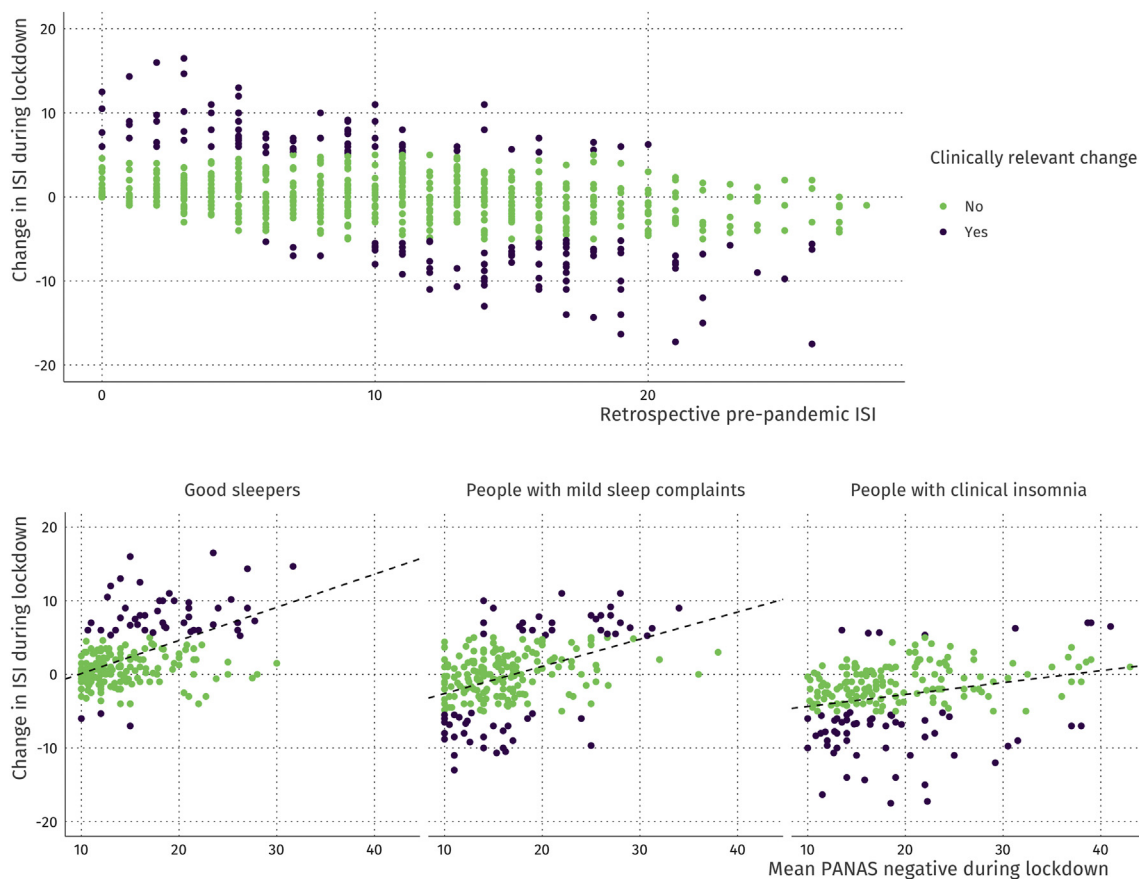 20
10
0
-10
-20
Change in ISI during lockdown
0
10
20
Retrospective pre-pandemic ISI
Clinically relevant change
No
Yes
Good sleepers
People with mild sleep complaints
People with clinical insomnia
20
10
0
-10
-20
Change in ISI during lockdown
10
20
30
40
10
20
30
40
10
20
30
40
Mean PANAS negative during lockdown